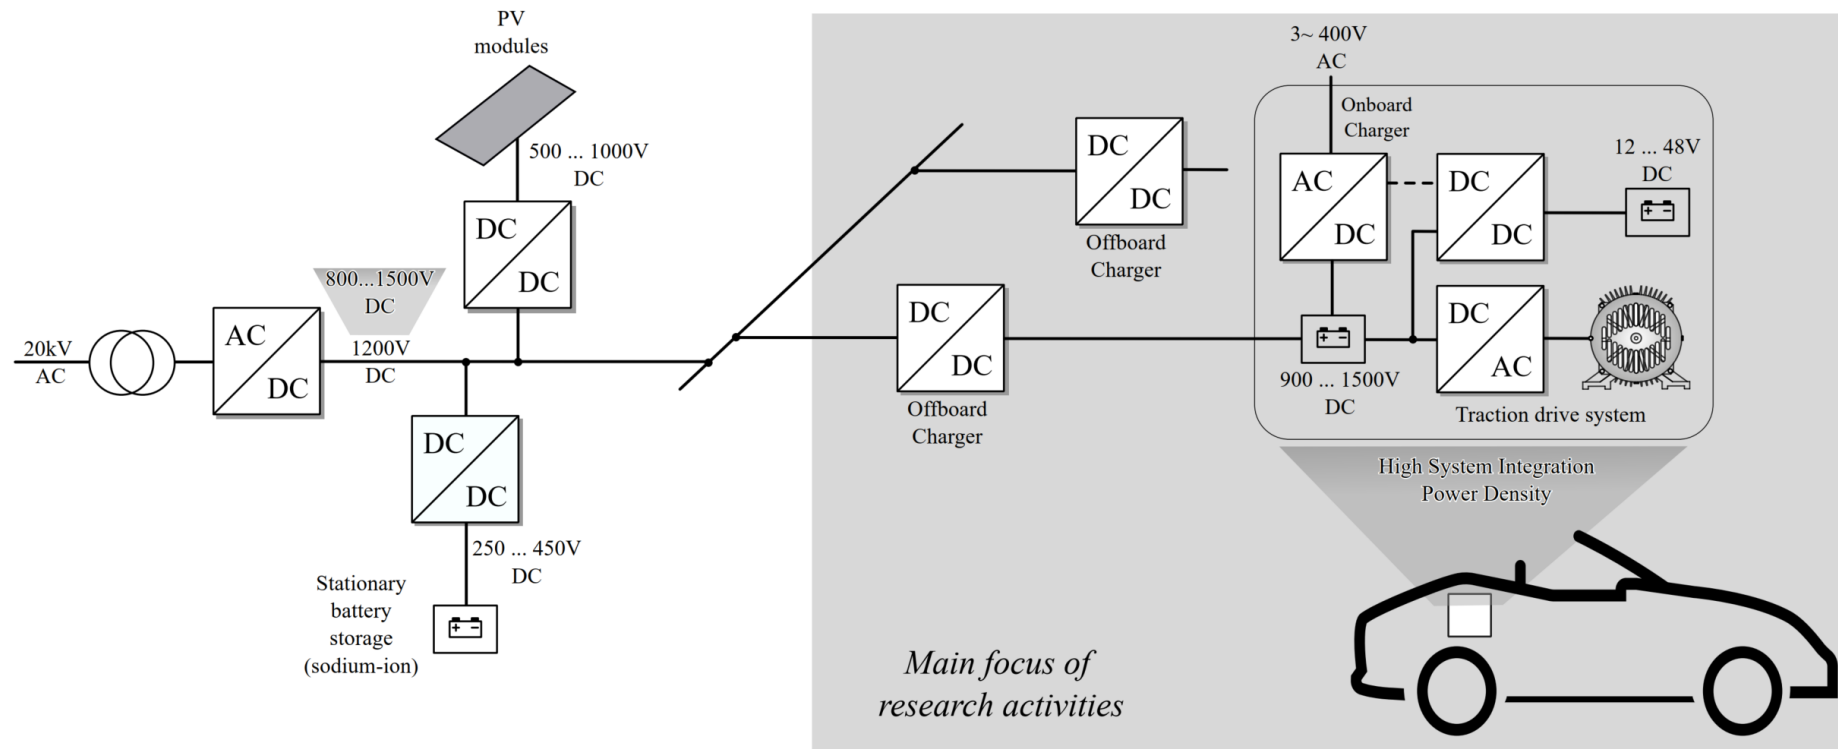 PV
modules
500 ... 1000V
DC
DC
DC
800...1500V
DC
20kV
AC
AC
DC
1200V
DC
DC
DC
250 ... 450V
DC
Stationary
battery
storage
(sodium-ion)
+ −
DC
DC
Offboard
Charger
DC
DC
Offboard
Charger
3~ 400V
AC
Onboard
Charger
AC
DC
DC
DC
12 ... 48V
DC
+ −
+ −
900 ... 1500V
DC
DC
AC
Traction drive system
High System Integration
Power Density
Main focus of
research activities